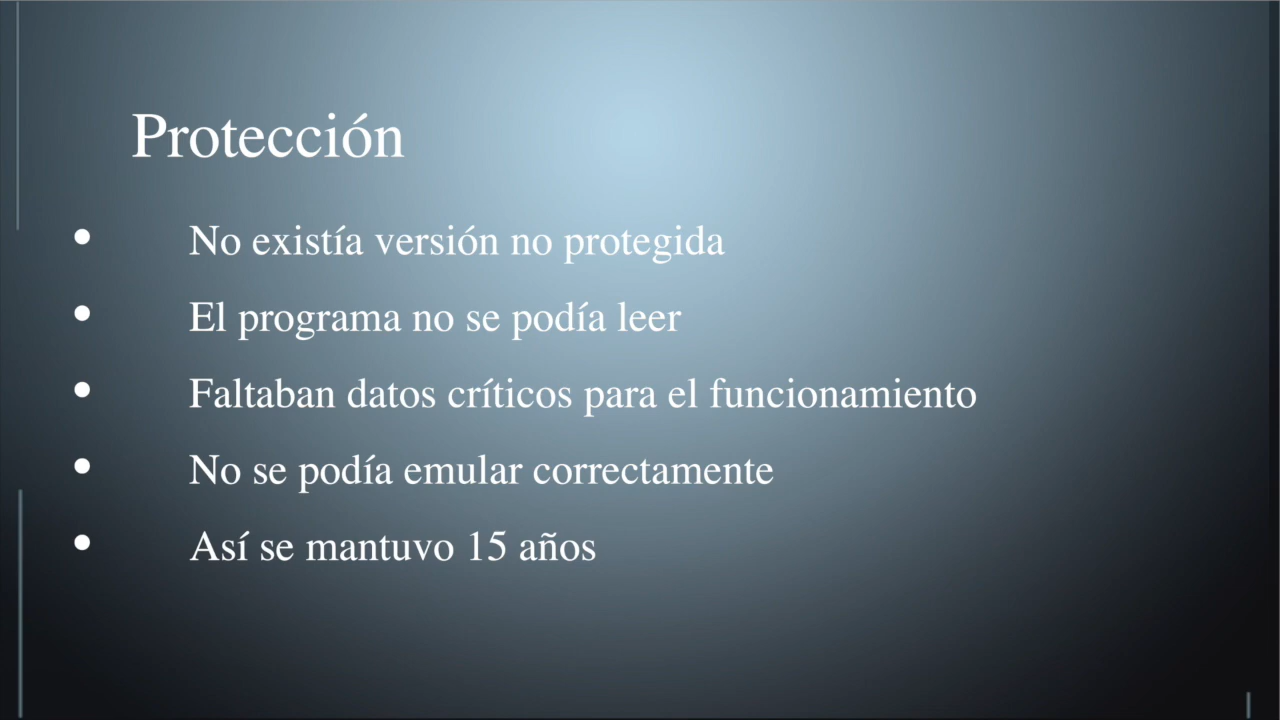 Protección
• No existía versión no protegida
• El programa no se podía leer
• Faltaban datos críticos para el funcionamiento
• No se podía emular correctamente
• Así se mantuvo 15 años